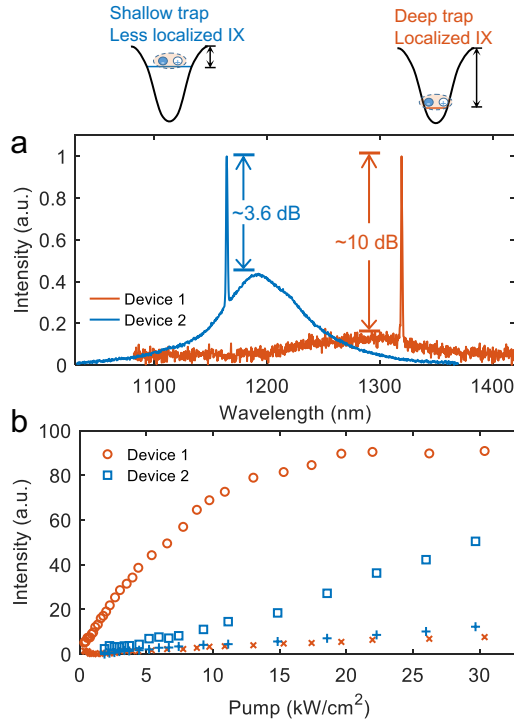 Shallow trap
Less localized IX
Deep trap
Localized IX
a
1
0.8
0.6
0.4
0.2
0
Intensity (a.u.)
~3.6 dB
~10 dB
Device 1
Device 2
1100
1200
1300
1400
Wavelength (nm)
b
100
80
60
40
20
0
Intensity (a.u.)
Device 1
Device 2
0
5
10
15
20
25
30
Pump (kW/cm²)